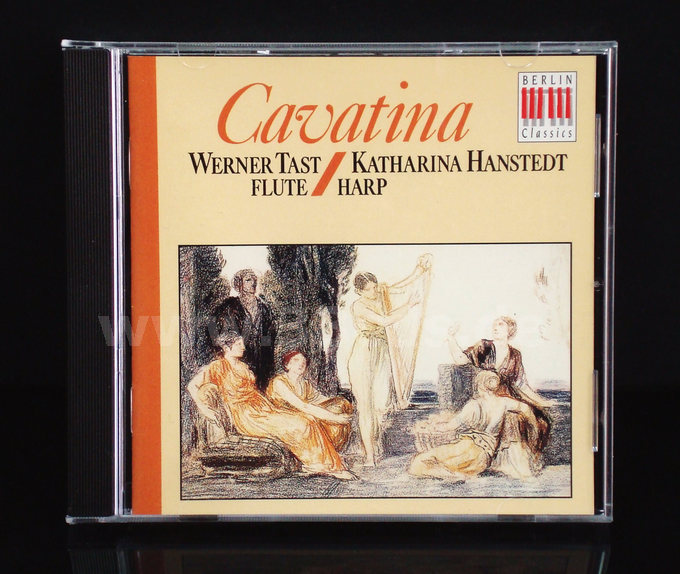 Cavatina
BERLIN
Classics
WERNER TAST / KATHARINA HANSTEDT
FLUTE / HARP